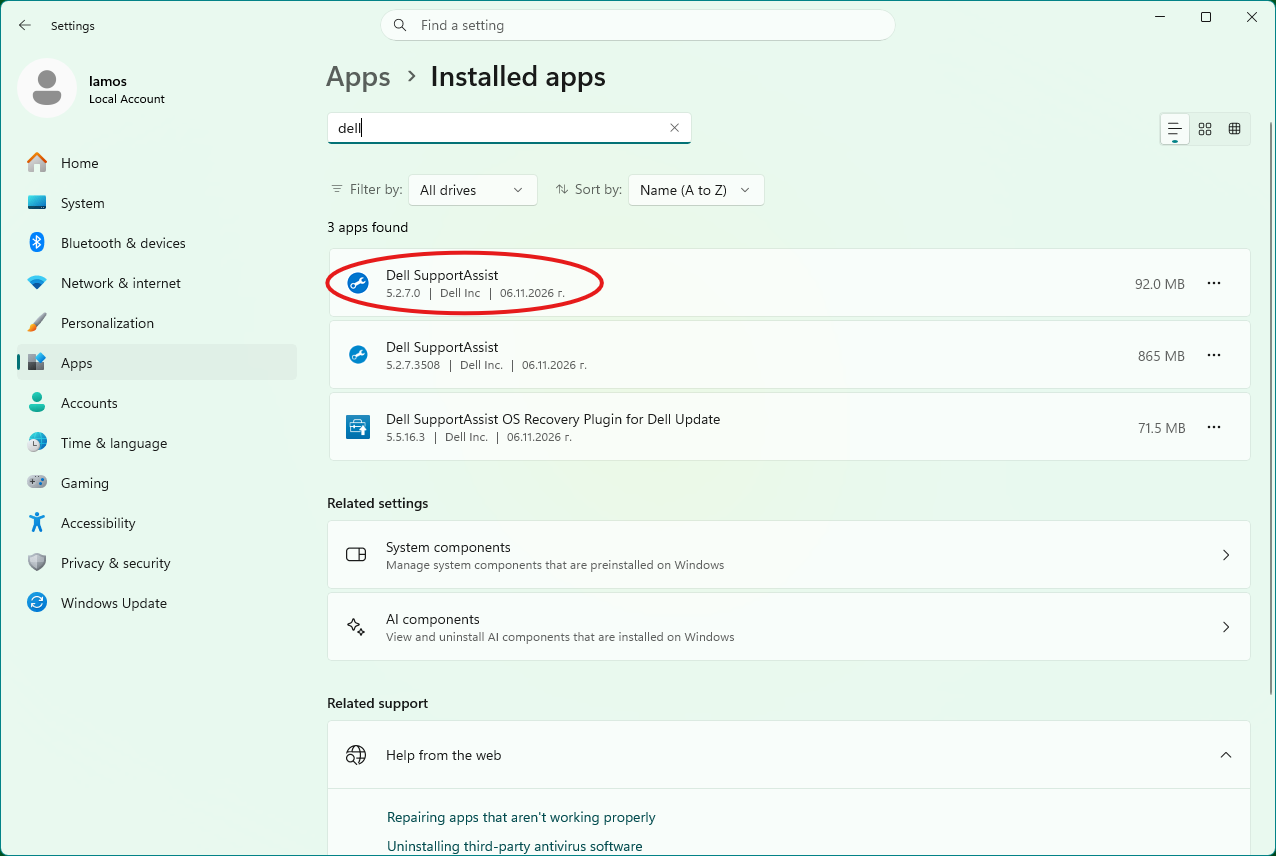 Settings
Find a setting
lamos
Local Account
Home
System
Bluetooth & devices
Network & internet
Personalization
Apps
Accounts
Time & language
Gaming
Accessibility
Privacy & security
Windows Update
Apps > Installed apps
dell
Filter by: All drives Sort by: Name (A to Z)
3 apps found
Dell SupportAssist
5.2.7.0 | Dell Inc | 06.11.2026 г.
92.0 MB
Dell SupportAssist
5.2.7.3508 | Dell Inc. | 06.11.2026 г.
865 MB
Dell SupportAssist OS Recovery Plugin for Dell Update
5.5.16.3 | Dell Inc. | 06.11.2026 г.
71.5 MB
Related settings
System components
Manage system components that are preinstalled on Windows
AI components
View and uninstall AI components that are installed on Windows
Related support
Help from the web
Repairing apps that aren't working properly
Uninstalling third-party antivirus software